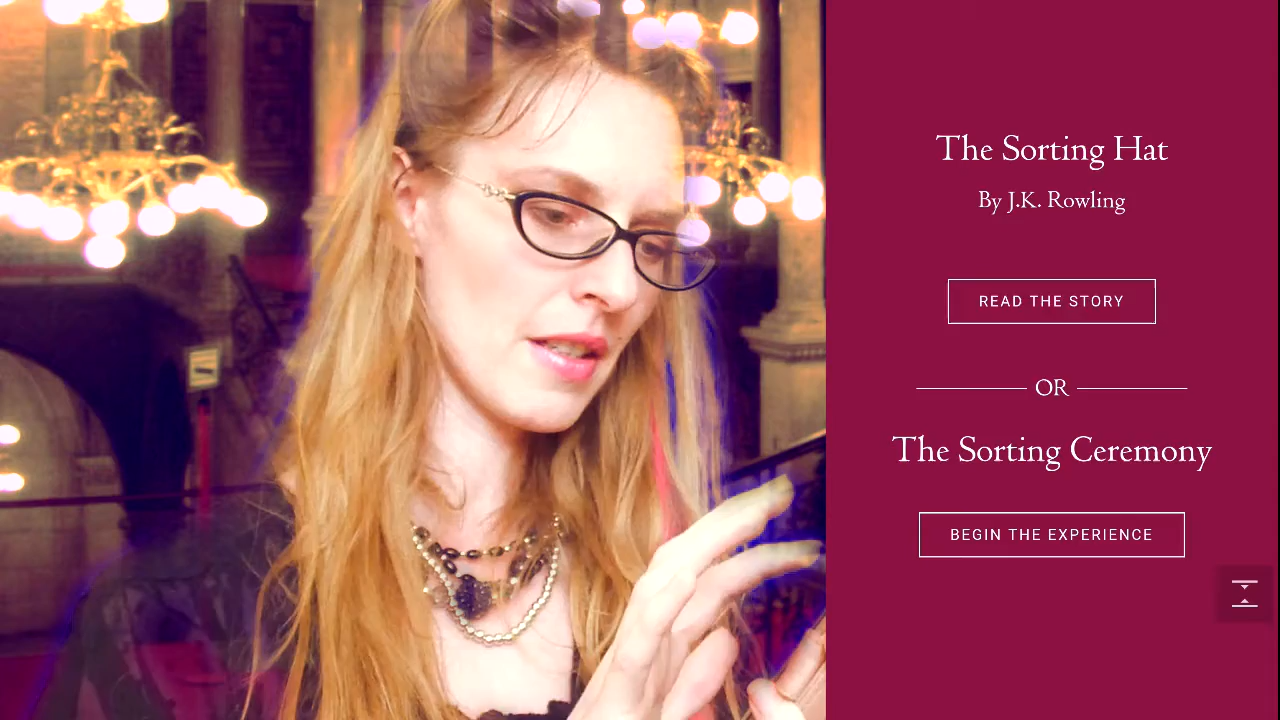 The Sorting Hat
By J.K. Rowling
READ THE STORY
OR
The Sorting Ceremony
BEGIN THE EXPERIENCE